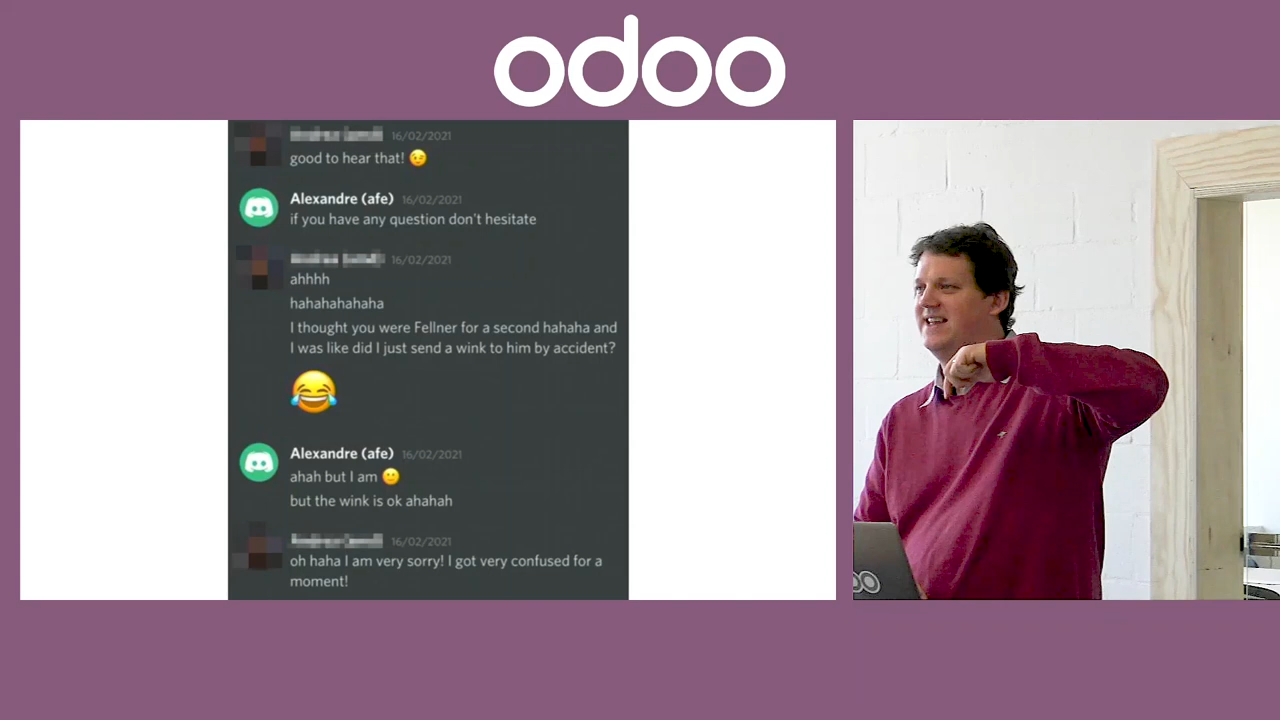 odoo
16/02/2021
good to hear that! 😉
Alexandre (afe) 16/02/2021
if you have any question don't hesitate
16/02/2021
ahhhh
hahahahahaha
I thought you were Fellner for a second hahaha and
I was like did I just send a wink to him by accident?
😂
Alexandre (afe) 16/02/2021
ahah but I am 🙂
but the wink is ok ahahah
16/02/2021
oh haha I am very sorry! I got very confused for a
moment!